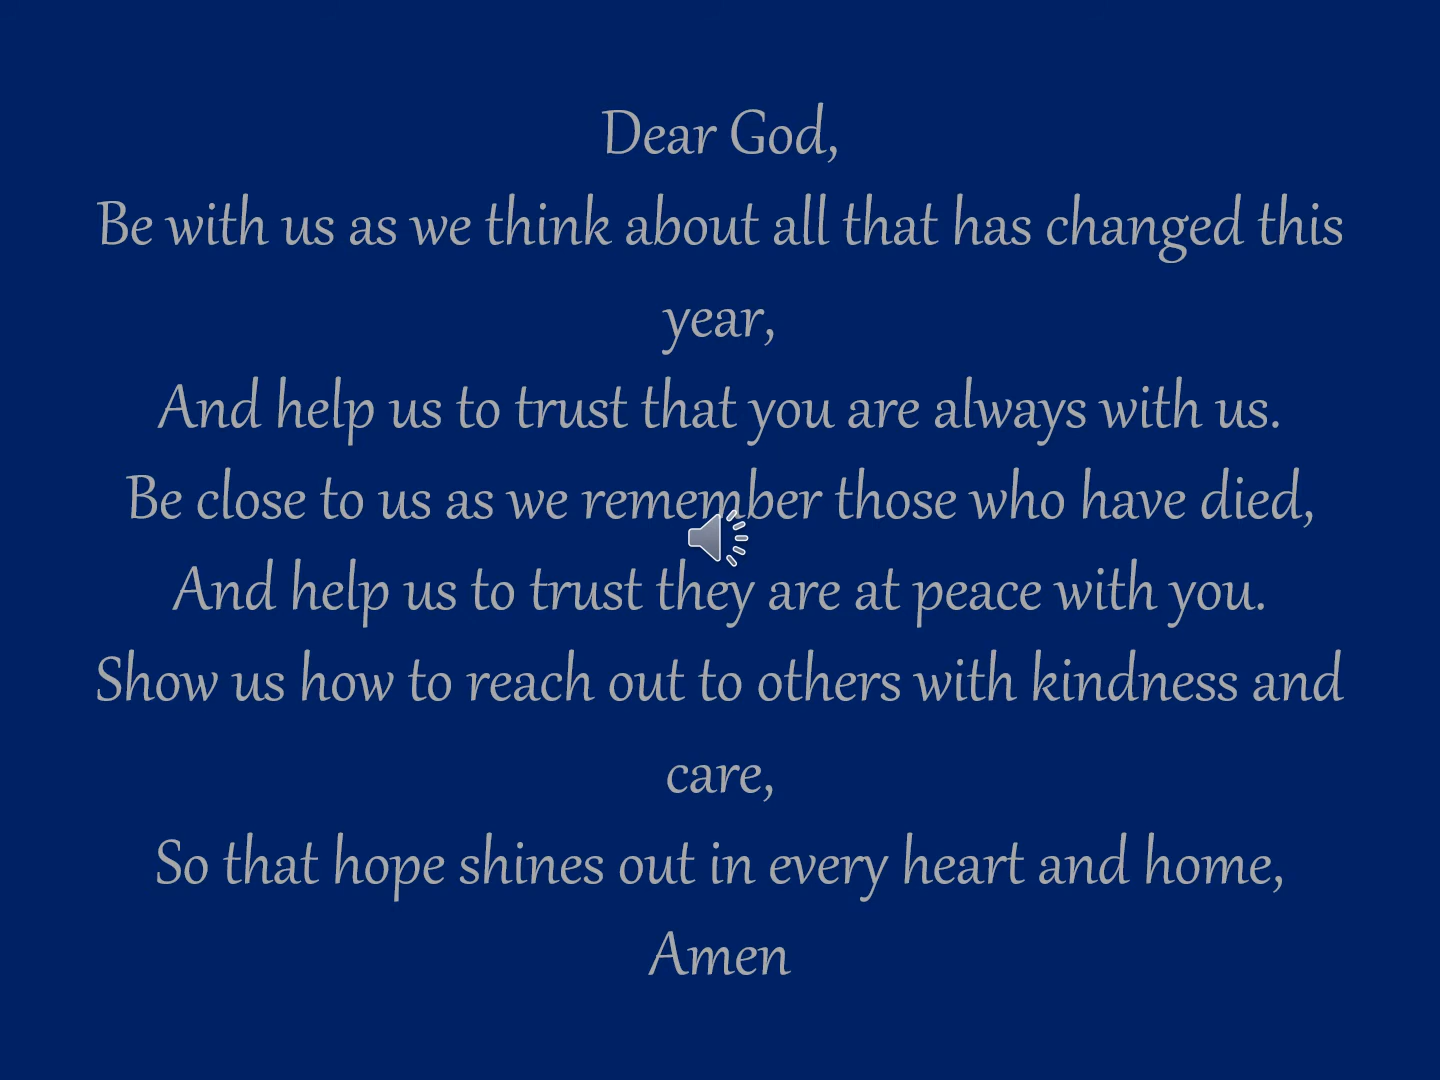 Dear God,
Be with us as we think about all that has changed this
year,
And help us to trust that you are always with us.
Be close to us as we remember those who have died,
And help us to trust they are at peace with you.
Show us how to reach out to others with kindness and
care,
So that hope shines out in every heart and home,
Amen